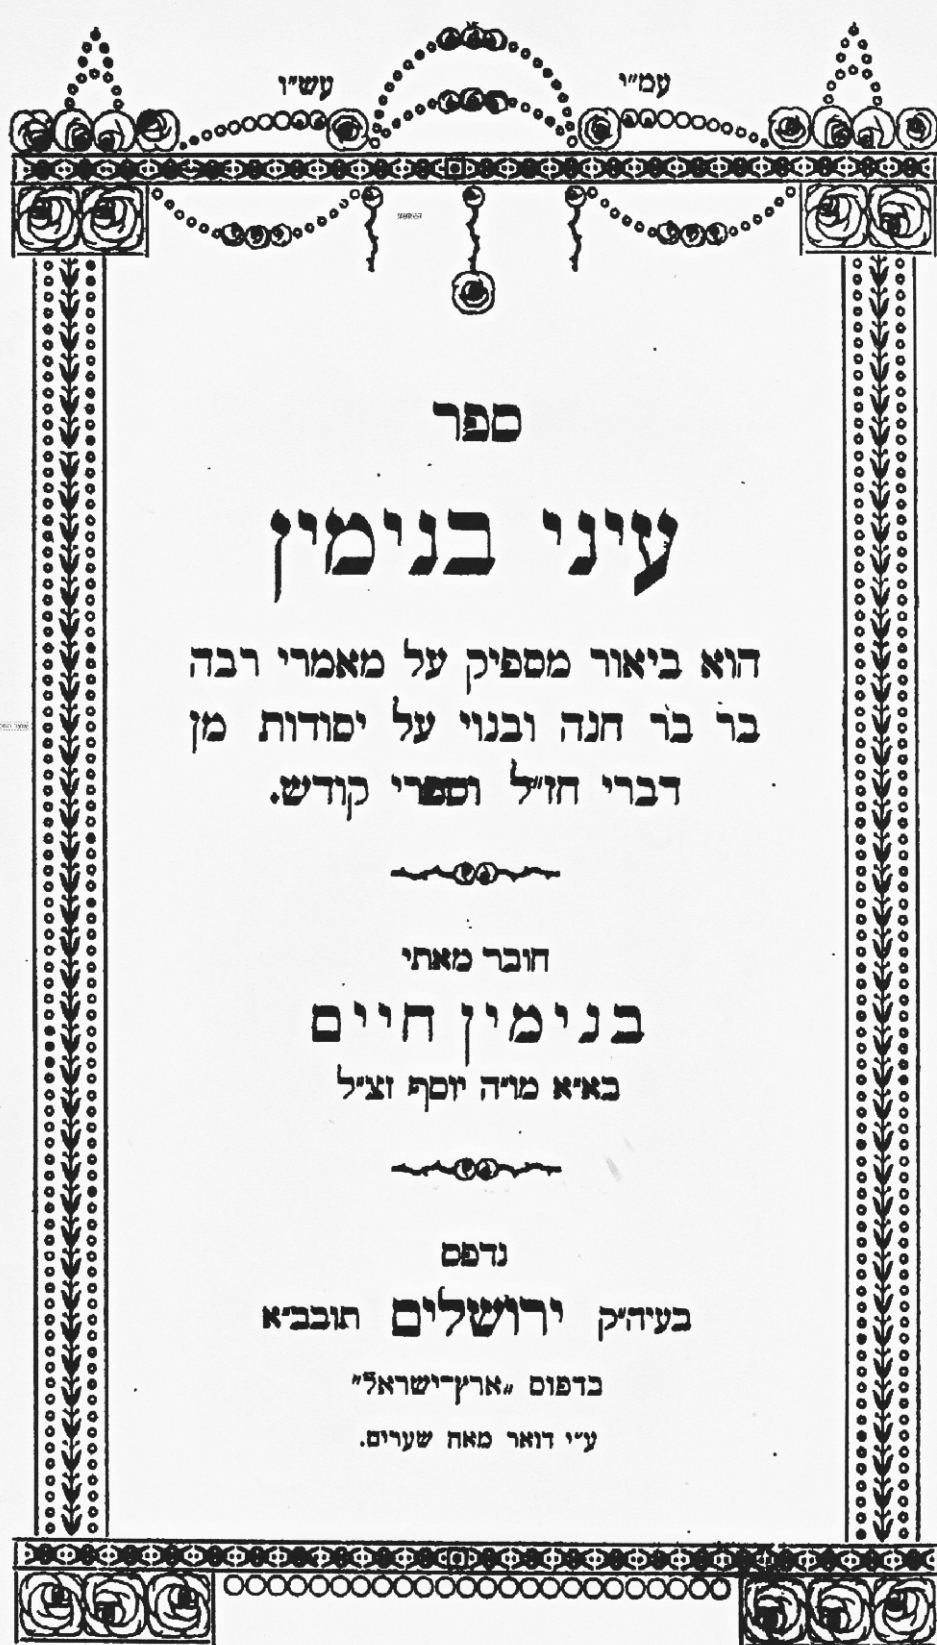 עמ״י עש״ו
ספר
עיני בנימין
הוא ביאור מספיק על מאמרי רבה
בר בר חנה ובנוי על יסודות מן
דברי חז״ל וספרי קודש.
חובר מאתי
בנימין חיים
בא״א מו״ה יוסף זצ״ל
נדפס
בעיה״ק ירושלים תובב״א
בדפוס „ארץ־ישראל״
ע״י דואר מאה שערים.